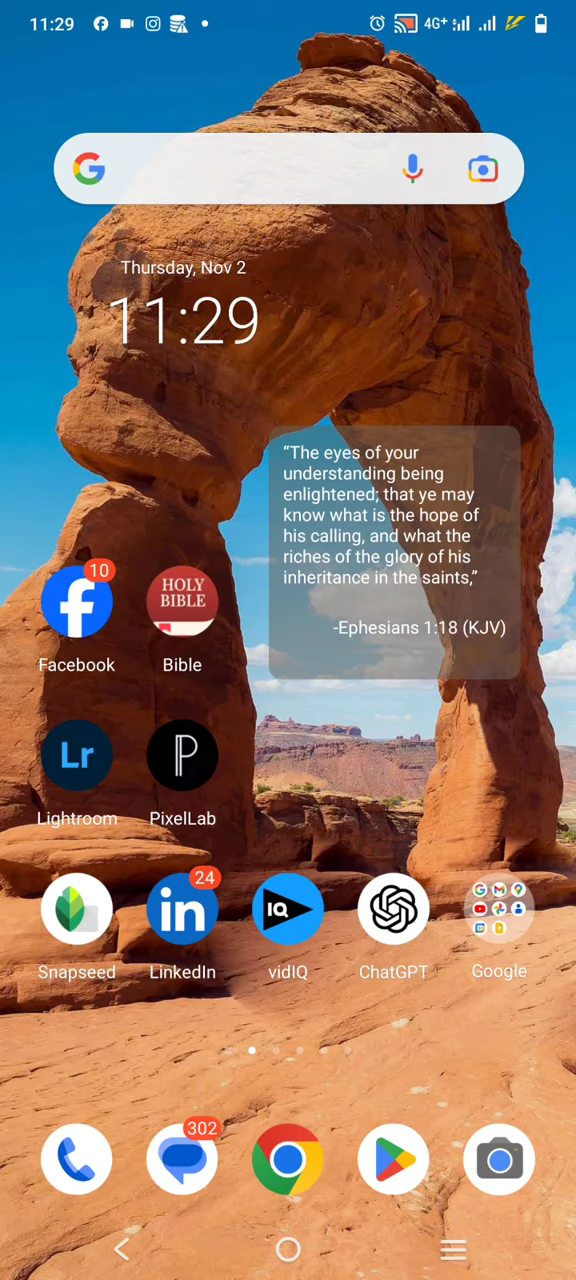 11:29
4G+
Thursday, Nov 2
11:29
“The eyes of your
understanding being
enlightened; that ye may
know what is the hope of
his calling, and what the
riches of the glory of his
inheritance in the saints,”
-Ephesians 1:18 (KJV)
10
HOLY
BIBLE
Facebook
Bible
Lr
Lightroom
PixelLab
24
in
IQ
Snapseed
LinkedIn
vidIQ
ChatGPT
Google
302